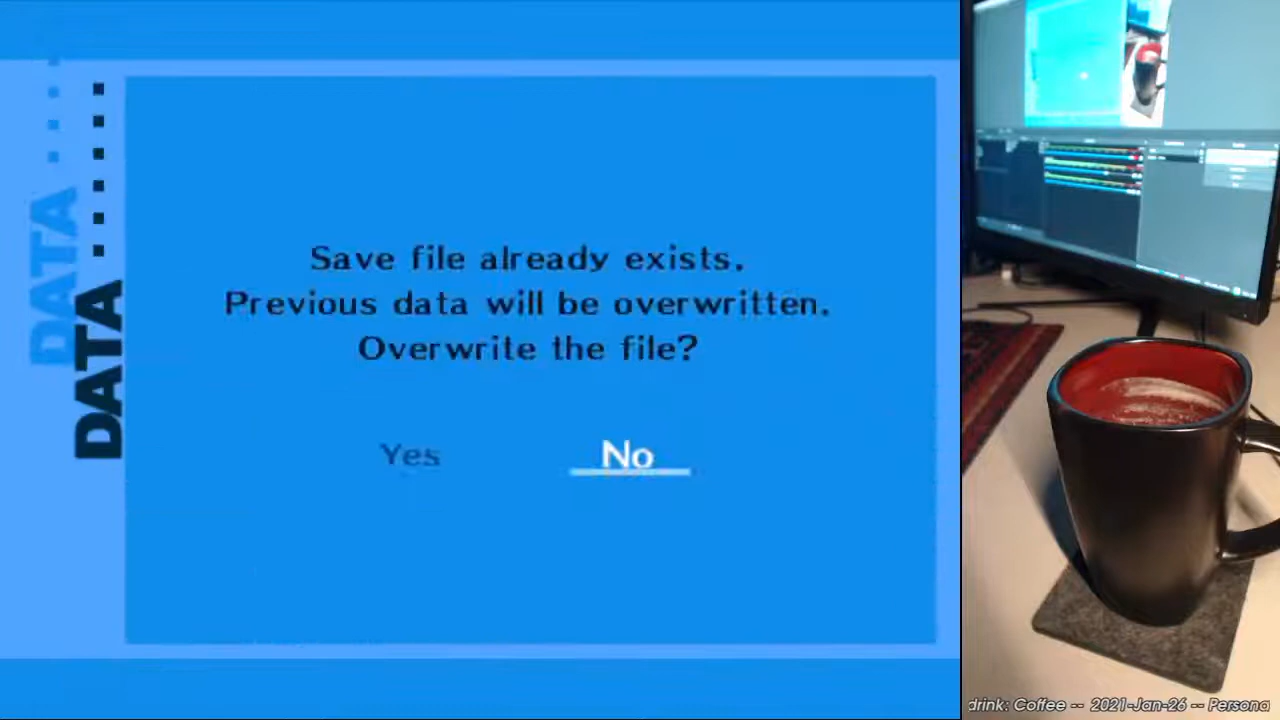 DATA
DATA
Save file already exists.
Previous data will be overwritten.
Overwrite the file?
Yes
No
drink: Coffee -- 2021-Jan-26 -- Persona